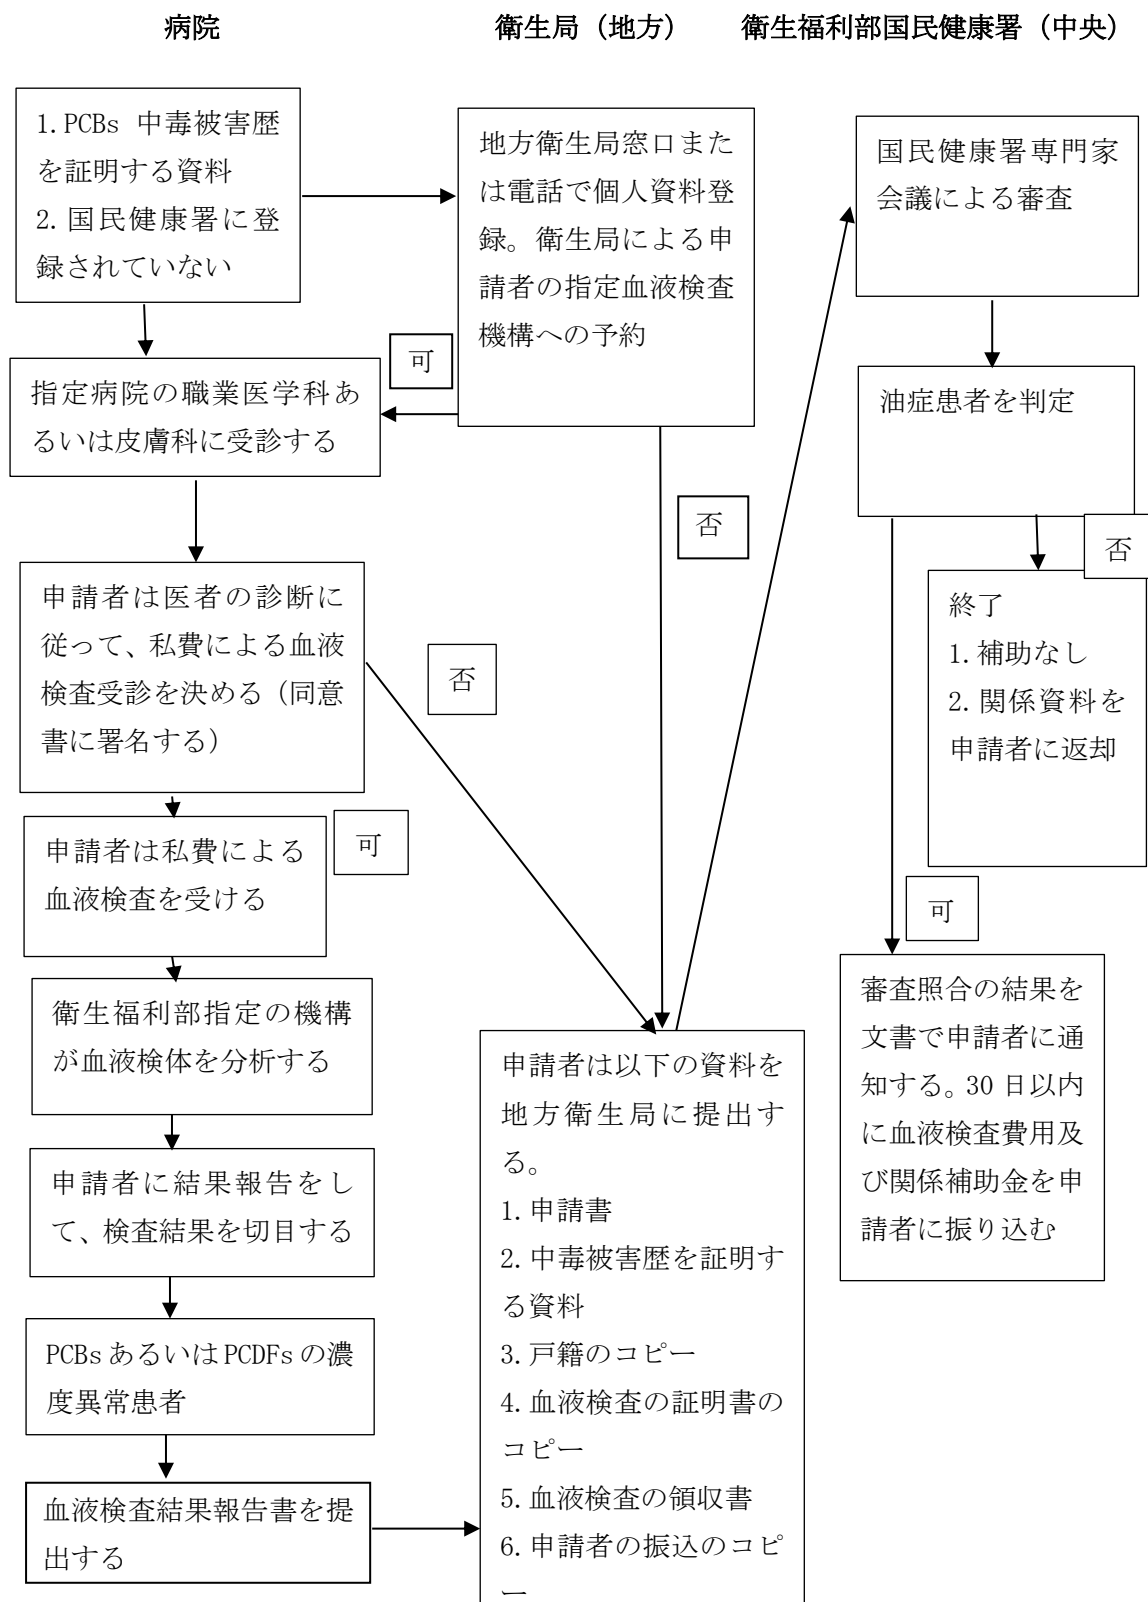 病院
衛生局（地方）
衛生福利部国民健康署（中央）
1.PCBs 中毒被害歴
を証明する資料
2.国民健康署に登
録されていない
地方衛生局窓口また
は電話で個人資料登
録。衛生局による申
請者の指定血液検査
機構への予約
国民健康署専門家
会議による審査
可
指定病院の職業医学科あ
るいは皮膚科に受診する
油症患者を判定
否
否
申請者は医者の診断に
従って、私費による血液
検査受診を決める（同意
書に署名する）
否
終了
1.補助なし
2.関係資料を
申請者に返却
申請者は私費による
血液検査を受ける
可
可
衛生福利部指定の機構
が血液検体を分析する
審査照合の結果を
文書で申請者に通
知する。30日以内
に血液検査費用及
び関係補助金を申
請者に振り込む
申請者に結果報告をし
て、検査結果を切目する
PCBsあるいはPCDFsの濃
度異常患者
血液検査結果報告書を提
出する
申請者は以下の資料を
地方衛生局に提出す
る。
1.申請書
2.中毒被害歴を証明す
る資料
3.戸籍のコピー
4.血液検査の証明書の
コピー
5.血液検査の領収書
6.申請者の振込のコピ
ー